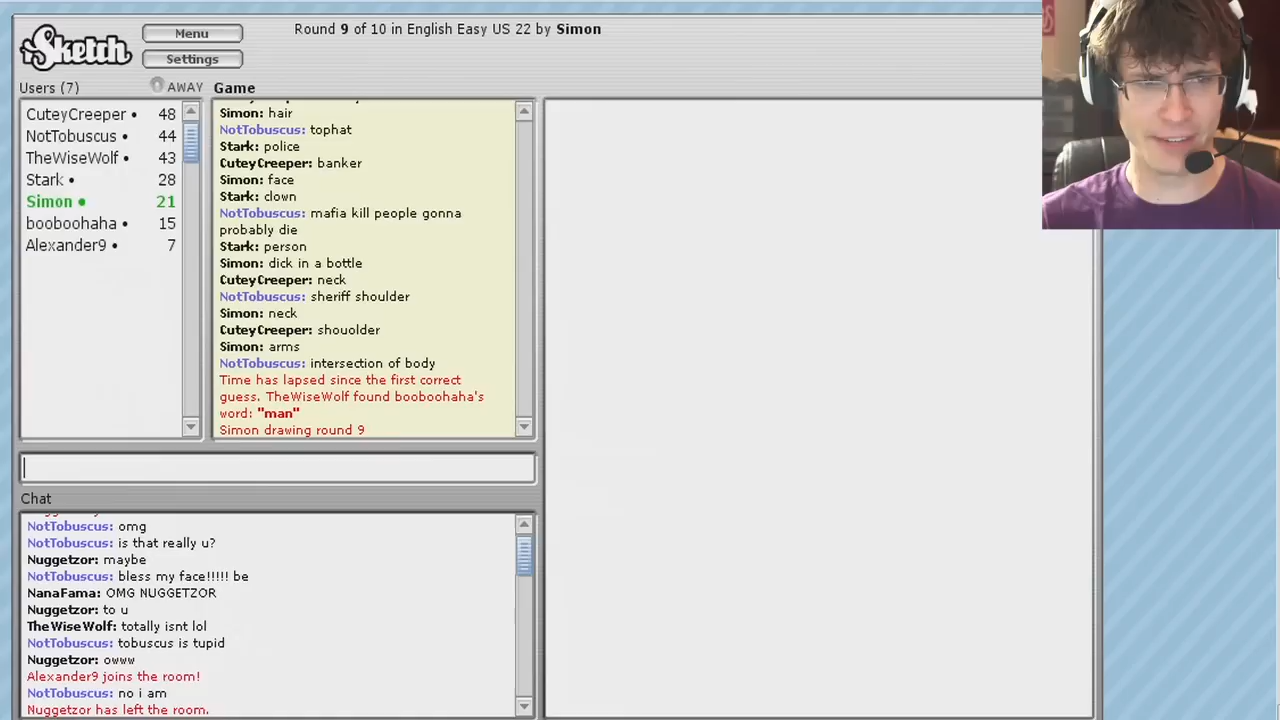 iSketch
Menu
Settings
Round 9 of 10 in English Easy US 22 by Simon
Users (7)
AWAY
Game
CuteyCreeper • 48
NotTobuscus • 44
TheWiseWolf • 43
Stark • 28
Simon • 21
booboohaha • 15
Alexander9 • 7
Simon: hair
NotTobuscus: tophat
Stark: police
CuteyCreeper: banker
Simon: face
Stark: clown
NotTobuscus: mafia kill people gonna
probably die
Stark: person
Simon: dick in a bottle
CuteyCreeper: neck
NotTobuscus: sheriff shoulder
Simon: neck
CuteyCreeper: shouolder
Simon: arms
NotTobuscus: intersection of body
Time has lapsed since the first correct
guess. TheWiseWolf found booboohaha's
word: "man"
Simon drawing round 9
Chat
NotTobuscus: omg
NotTobuscus: is that really u?
Nuggetzor: maybe
NotTobuscus: bless my face!!!!! be
NanaFama: OMG NUGGETZOR
Nuggetzor: to u
TheWiseWolf: totally isnt lol
NotTobuscus: tobuscus is tupid
Nuggetzor: owww
Alexander9 joins the room!
NotTobuscus: no i am
Nuggetzor has left the room.